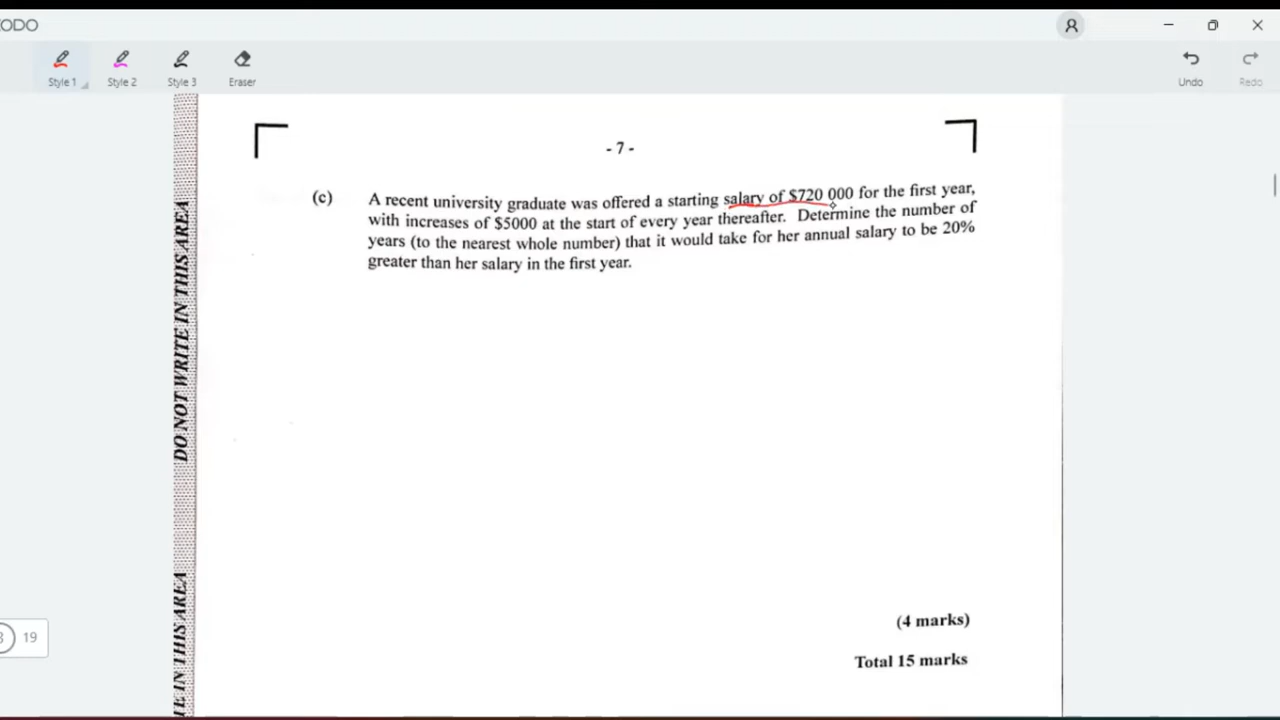 ODO
Style 1
Style 2
Style 3
Eraser
Undo
Redo
- 7 -
(c) A recent university graduate was offered a starting salary of $720 000 for the first year,
with increases of $5000 at the start of every year thereafter. Determine the number of
years (to the nearest whole number) that it would take for her annual salary to be 20%
greater than her salary in the first year.
DO NOT WRITE IN THIS AREA
(4 marks)
Total 15 marks
19
E IN THIS AREA